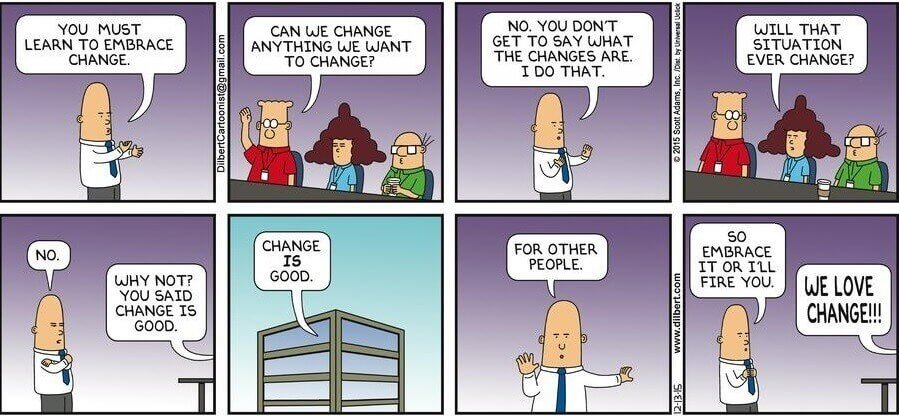 YOU MUST
LEARN TO EMBRACE
CHANGE.
DilbertCartoonist@gmail.com
CAN WE CHANGE
ANYTHING WE WANT
TO CHANGE?
NO. YOU DON'T
GET TO SAY WHAT
THE CHANGES ARE.
I DO THAT.
© 2015 Scott Adams, Inc. /Dist. by Universal Uclick
WILL THAT
SITUATION
EVER CHANGE?
NO.
WHY NOT?
YOU SAID
CHANGE IS
GOOD.
CHANGE
IS
GOOD.
FOR OTHER
PEOPLE.
12-13-15
www.dilbert.com
SO
EMBRACE
IT OR I'LL
FIRE YOU.
WE LOVE
CHANGE!!!